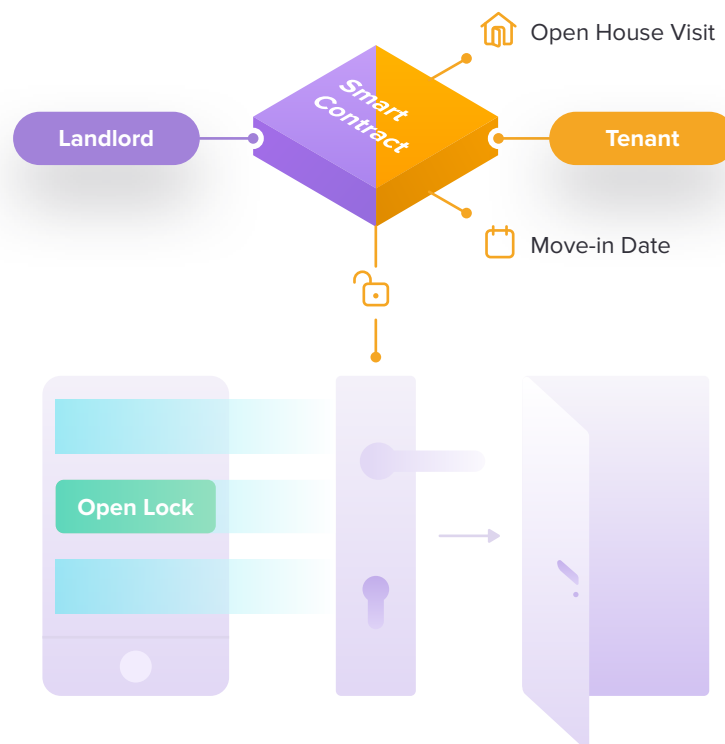 Open House Visit
Smart
Contract
Landlord
Tenant
Move-in Date
Open Lock